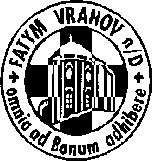 + FATYM VRANOV n/D +
omnia ad bonum adhibere